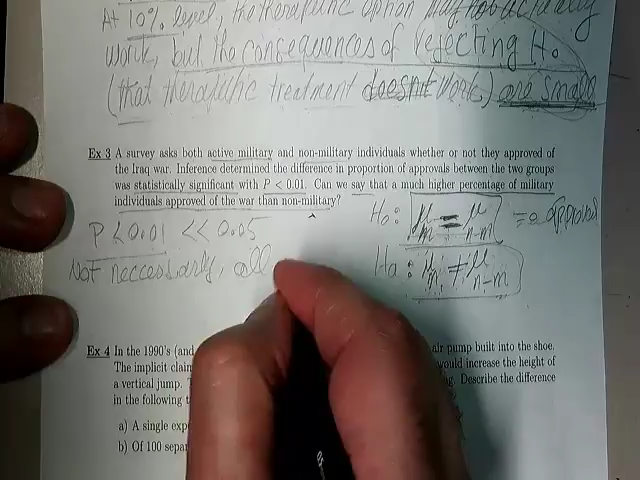 At 10% level, the therapeutic option may not actually
work, but the consequences of rejecting Ho
(that therapeutic treatment doesn't work) are small
Ex 3 A survey asks both active military and non-military individuals whether or not they approved of
the Iraq war. Inference determined the difference in proportion of approvals between the two groups
was statistically significant with P < 0.01. Can we say that a much higher percentage of military
individuals approved of the war than non-military?
Ho: μm = μn-m approval
P < 0.01 << 0.05
Not neccessarily, all
Ha: μm ≠ μn-m
Ex 4 In the 1990's (and air pump built into the shoe.
The implicit claim would increase the height of
a vertical jump. Describe the difference
in the following
a) A single exp
b) Of 100 separ